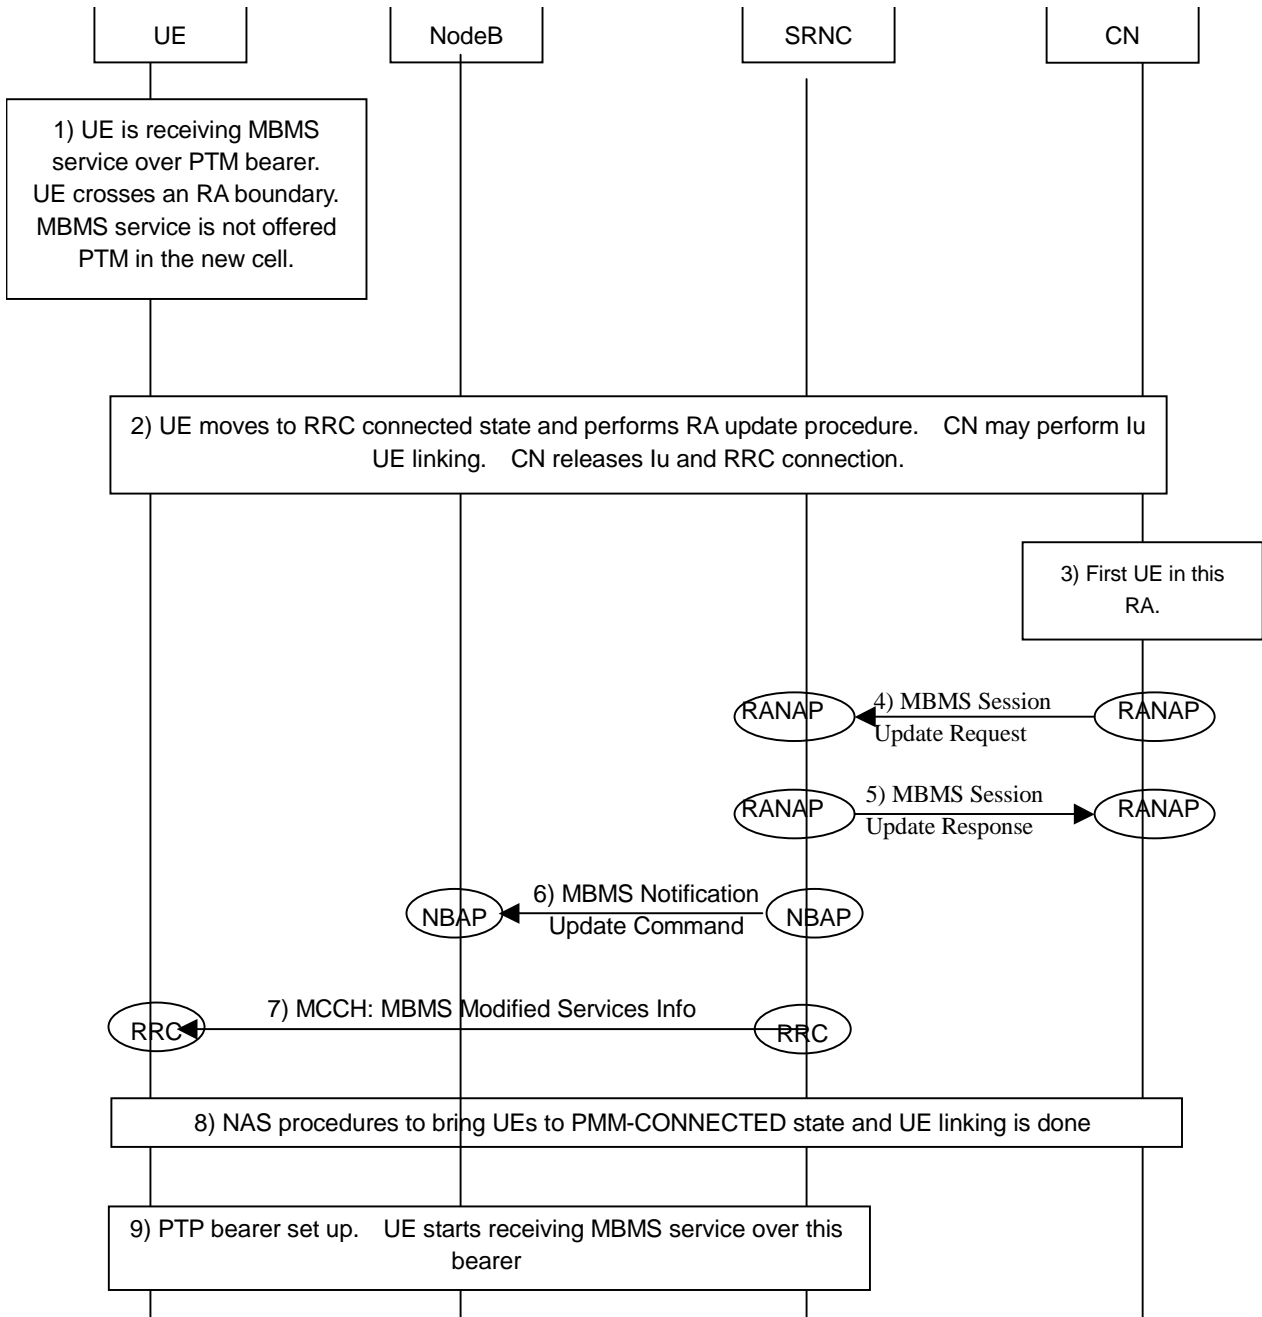 UE
NodeB
SRNC
CN
1) UE is receiving MBMS
service over PTM bearer.
UE crosses an RA boundary.
MBMS service is not offered
PTM in the new cell.
2) UE moves to RRC connected state and performs RA update procedure. CN may perform Iu
UE linking. CN releases Iu and RRC connection.
3) First UE in this
RA.
RANAP
4) MBMS Session
Update Request
RANAP
RANAP
5) MBMS Session
Update Response
RANAP
NBAP
6) MBMS Notification
Update Command
NBAP
RRC
7) MCCH: MBMS Modified Services Info
RRC
8) NAS procedures to bring UEs to PMM-CONNECTED state and UE linking is done
9) PTP bearer set up. UE starts receiving MBMS service over this
bearer